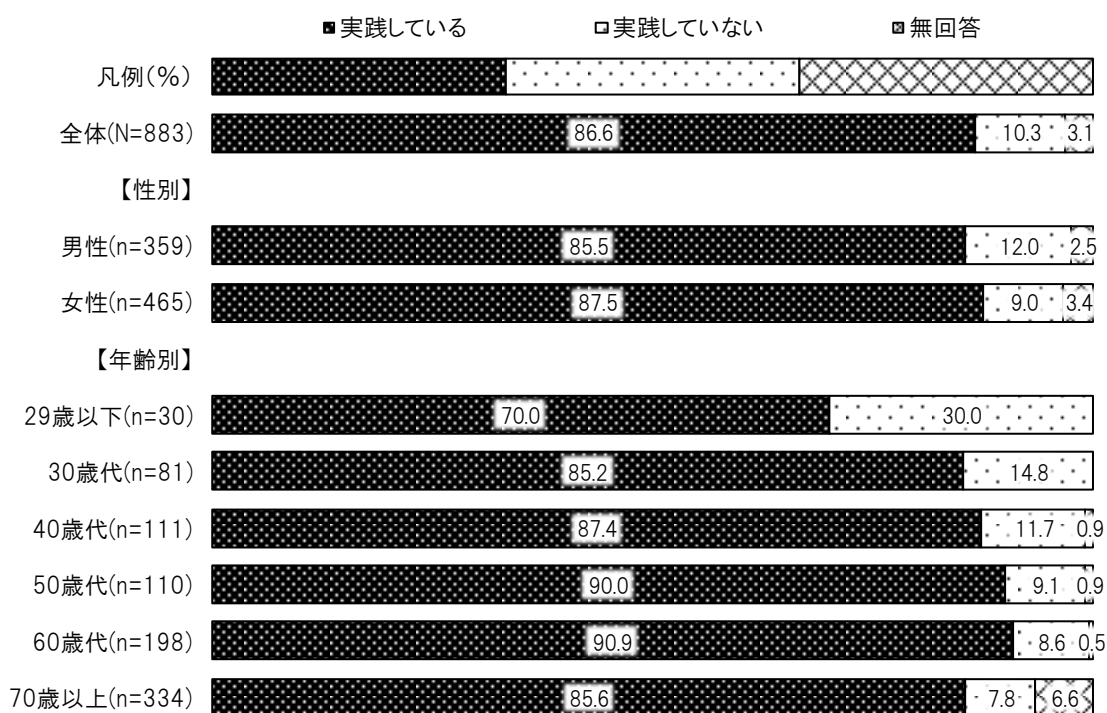 実践している 実践していない 無回答
凡例(%)
全体(N=883) 86.6 10.3 3.1
【性別】
男性(n=359) 85.5 12.0 2.5
女性(n=465) 87.5 9.0 3.4
【年齢別】
29歳以下(n=30) 70.0 30.0
30歳代(n=81) 85.2 14.8
40歳代(n=111) 87.4 11.7 0.9
50歳代(n=110) 90.0 9.1 0.9
60歳代(n=198) 90.9 8.6 0.5
70歳以上(n=334) 85.6 7.8 6.6